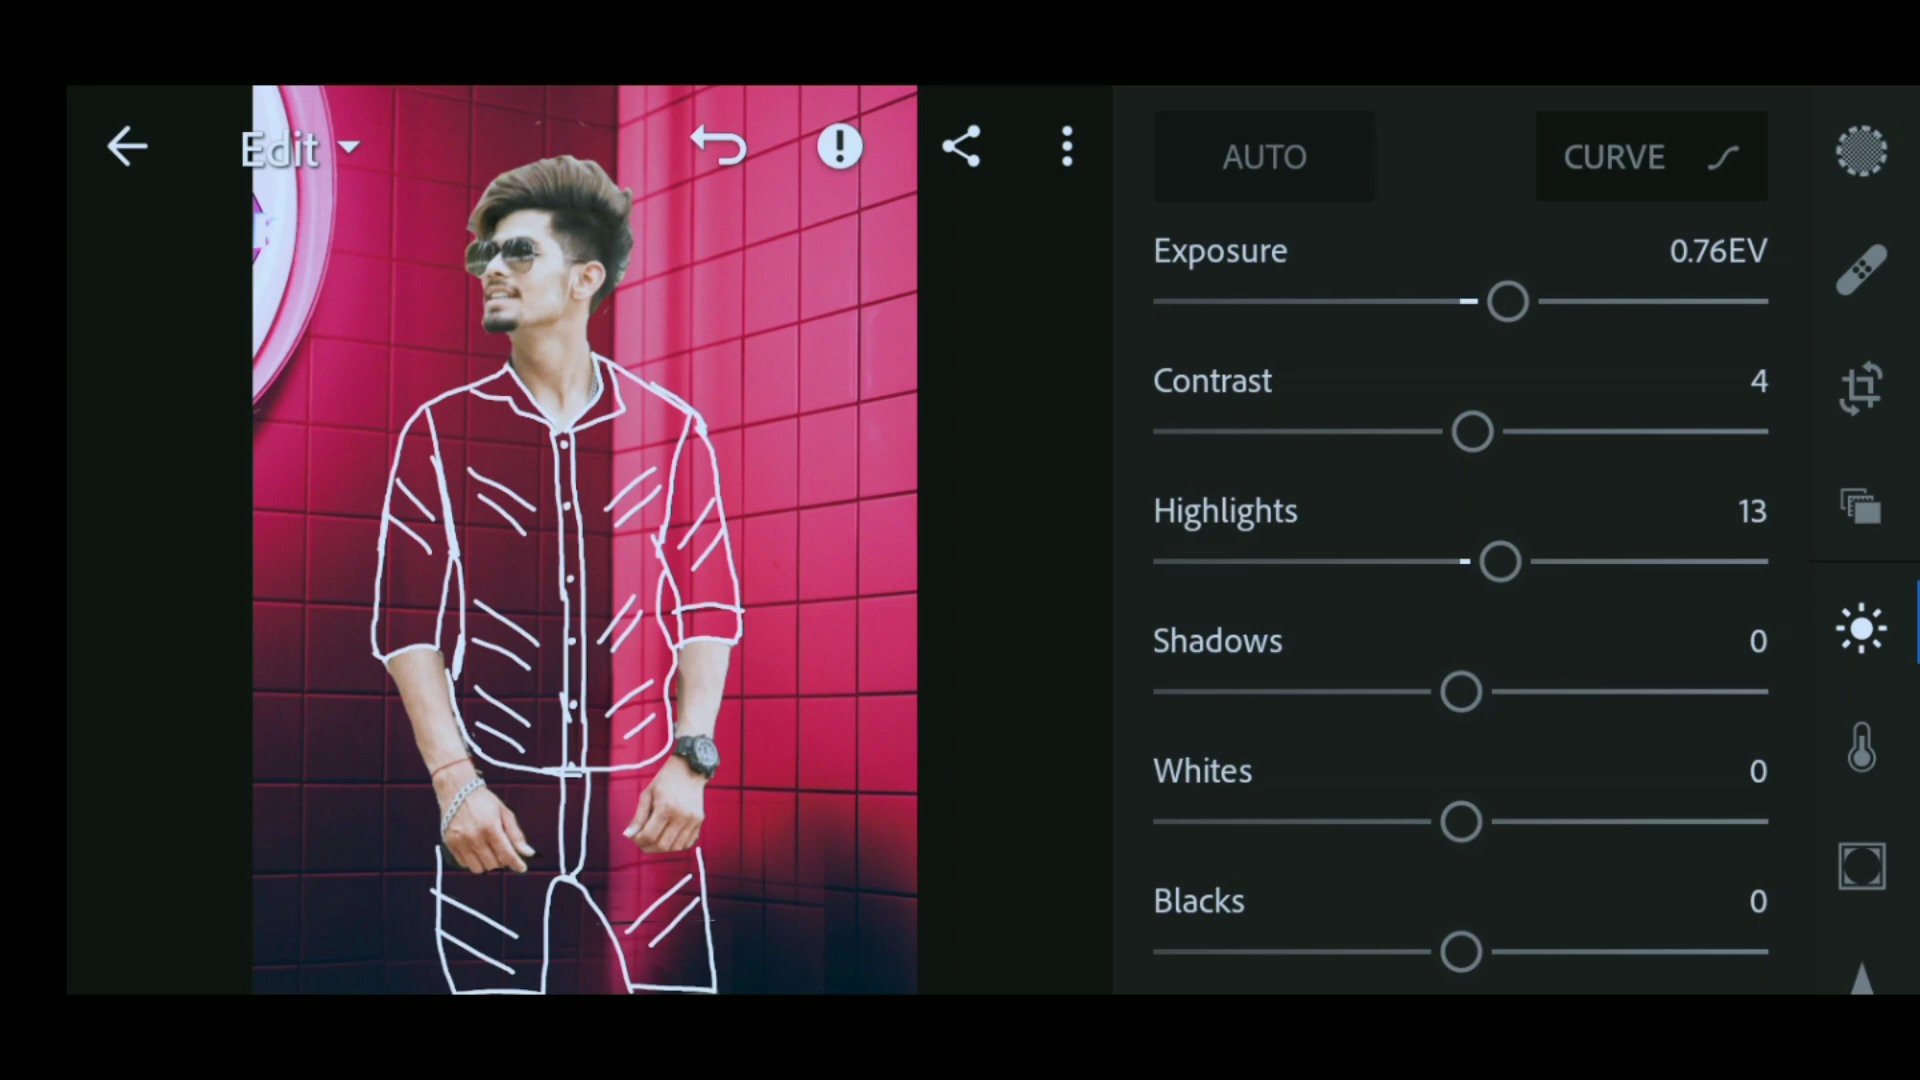 Edit
AUTO
CURVE
Exposure 0.76EV
Contrast 4
Highlights 13
Shadows 0
Whites 0
Blacks 0